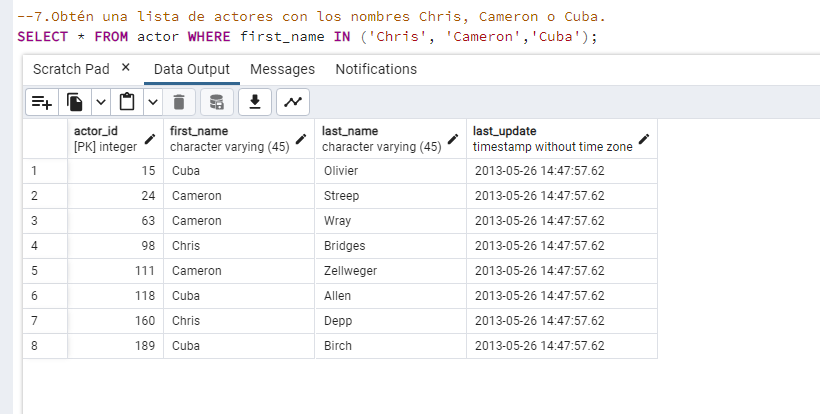 --7.Obtén una lista de actores con los nombres Chris, Cameron o Cuba.
SELECT * FROM actor WHERE first_name IN ('Chris', 'Cameron','Cuba');
Scratch Pad × Data Output Messages Notifications
actor_id first_name last_name last_update
[PK] integer character varying (45) character varying (45) timestamp without time zone
1 15 Cuba Olivier 2013-05-26 14:47:57.62
2 24 Cameron Streep 2013-05-26 14:47:57.62
3 63 Cameron Wray 2013-05-26 14:47:57.62
4 98 Chris Bridges 2013-05-26 14:47:57.62
5 111 Cameron Zellweger 2013-05-26 14:47:57.62
6 118 Cuba Allen 2013-05-26 14:47:57.62
7 160 Chris Depp 2013-05-26 14:47:57.62
8 189 Cuba Birch 2013-05-26 14:47:57.62